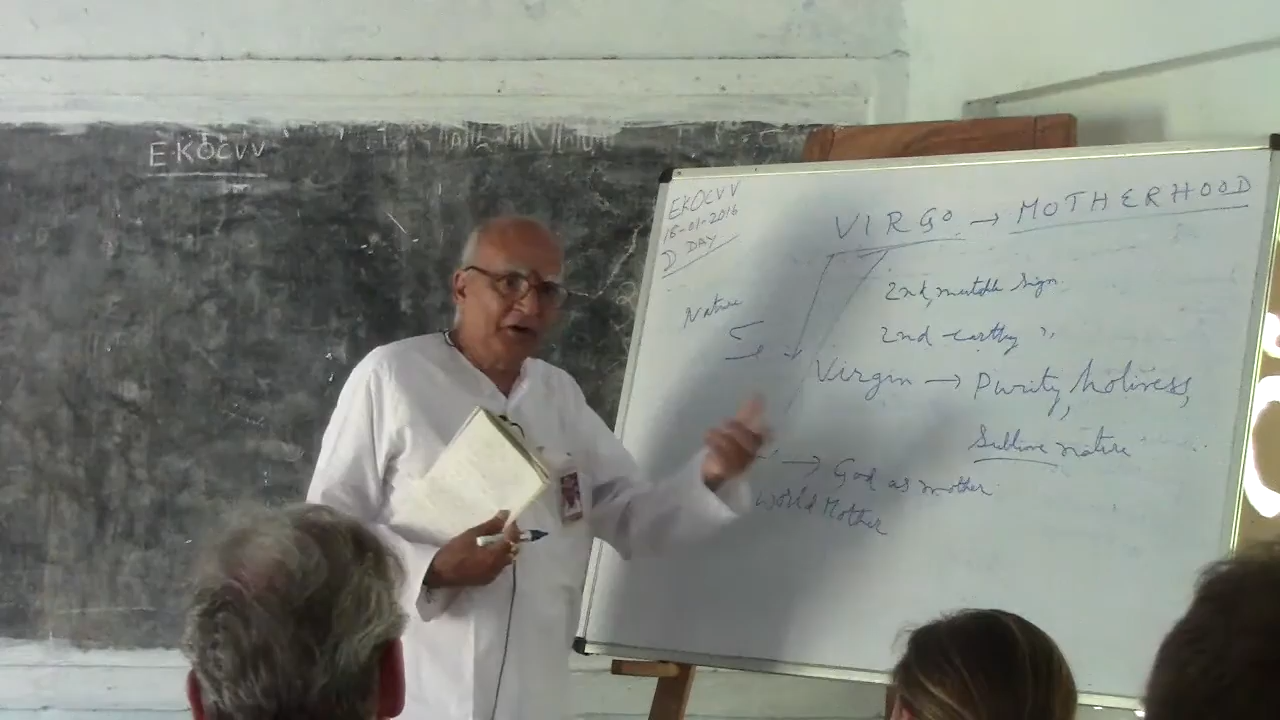 EKOCVV
EKOCVV
18-01-2016
D DAY
VIRGO → MOTHERHOOD
2nd, mutable sign
2nd earthy "
Nature
Virgin → Purity, holiness,
Sublime nature
→ God as mother
World Mother